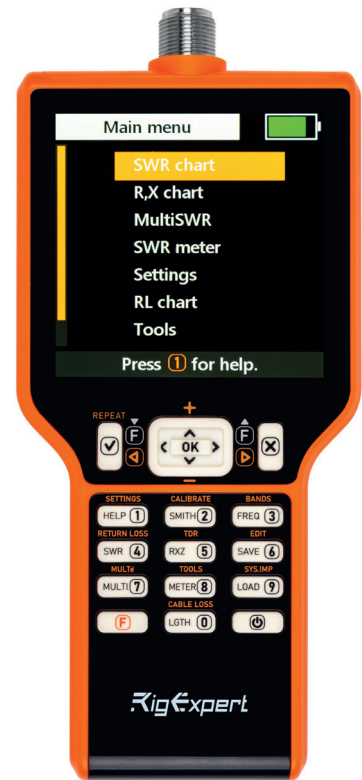 Main menu
SWR chart
R,X chart
MultiSWR
SWR meter
Settings
RL chart
Tools
Press 1 for help.
REPEAT
+
F
F
OK
−
SETTINGS CALIBRATE BANDS
HELP 1 SMITH 2 FREQ 3
RETURN LOSS TDR EDIT
SWR 4 RXZ 5 SAVE 6
MULTI TOOLS SYS.IMP
MULTI 7 METER 8 LOAD 9
CABLE LOSS
F LGTH 0
RigExpert